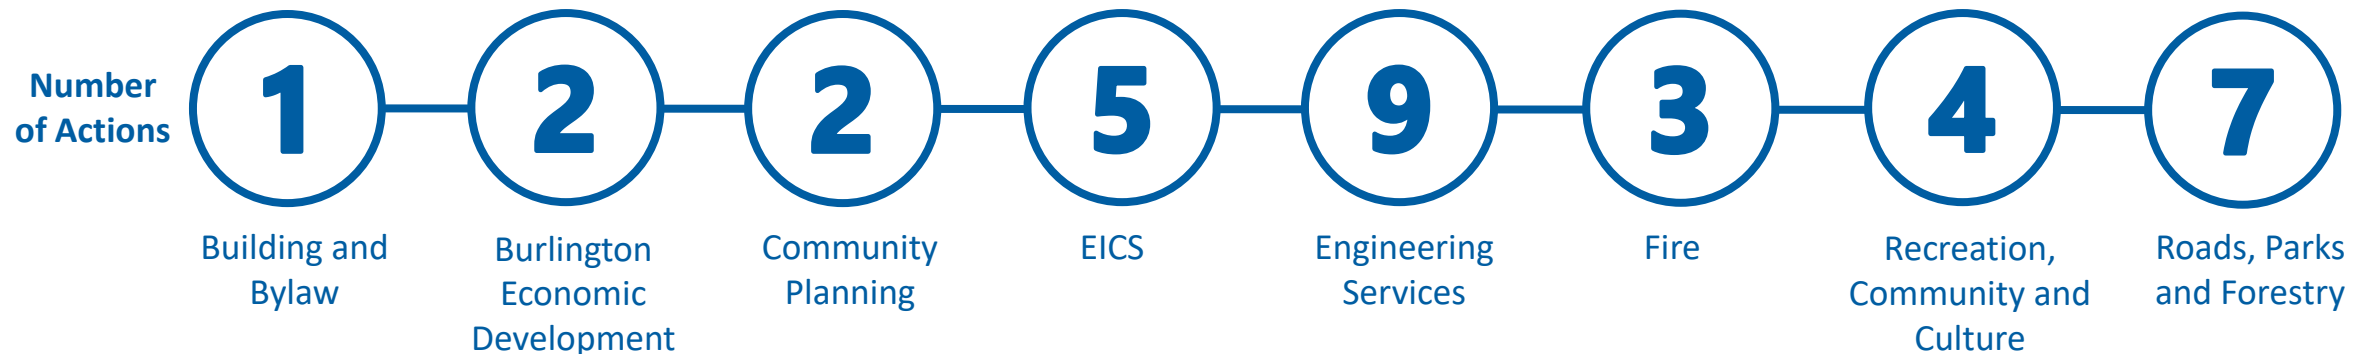 Number
of Actions
1
2
2
5
9
3
4
7
Building and
Bylaw
Burlington
Economic
Development
Community
Planning
EICS
Engineering
Services
Fire
Recreation,
Community and
Culture
Roads, Parks
and Forestry